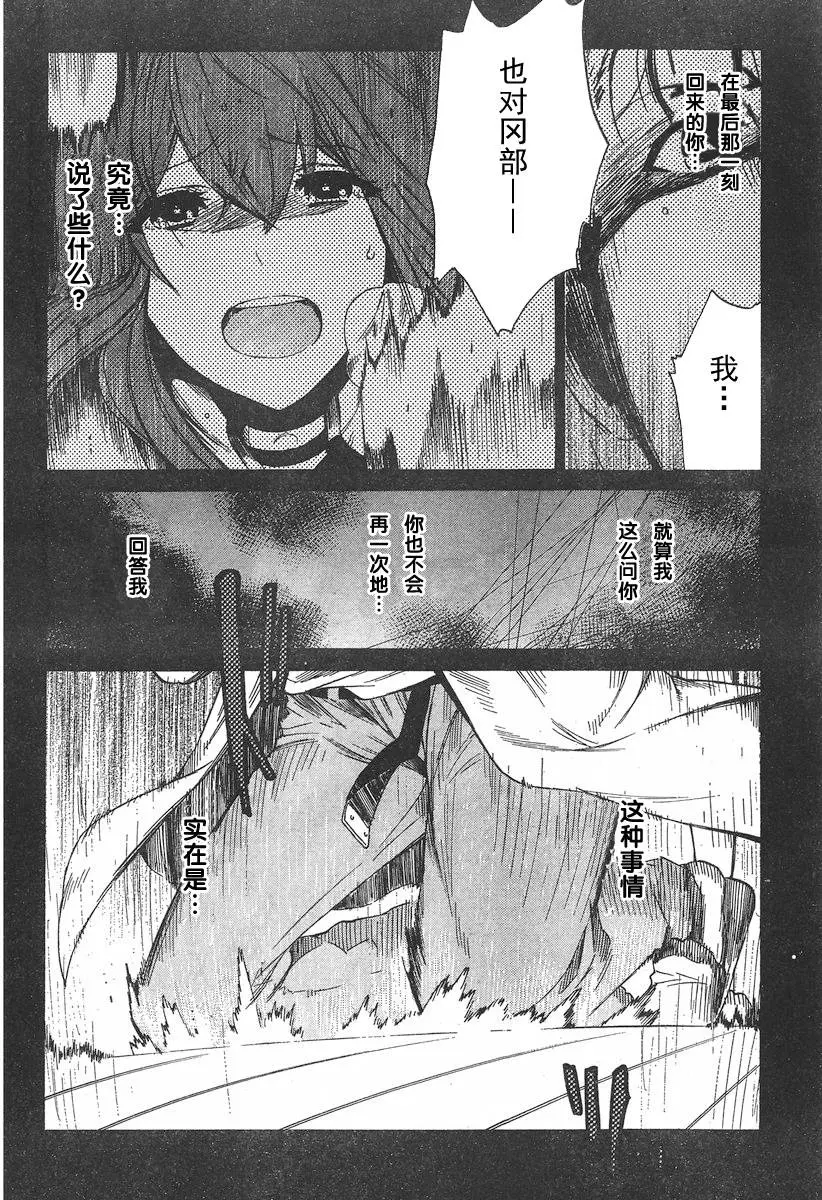 在最后那一刻
回来的你…
我…
也对冈部——
究竟…
说了些什么？
就算我
这么问你
你也不会
再一次地…
回答我
这种事情
实在是…